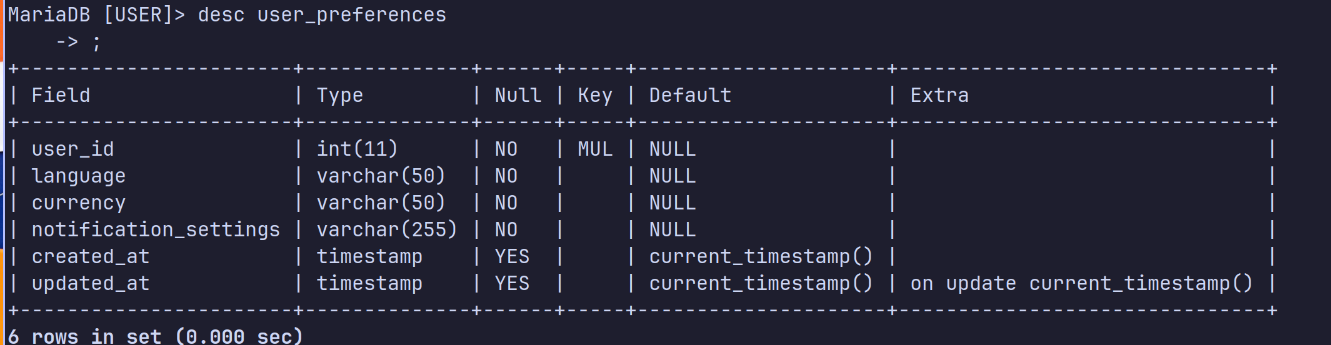 MariaDB [USER]> desc user_preferences
    -> ;
+-----------------------+--------------+------+-----+---------------------+-------------------------------+
| Field                 | Type         | Null | Key | Default             | Extra                         |
+-----------------------+--------------+------+-----+---------------------+-------------------------------+
| user_id               | int(11)      | NO   | MUL | NULL                |                               |
| language              | varchar(50)  | NO   |     | NULL                |                               |
| currency              | varchar(50)  | NO   |     | NULL                |                               |
| notification_settings | varchar(255) | NO   |     | NULL                |                               |
| created_at            | timestamp    | YES  |     | current_timestamp() |                               |
| updated_at            | timestamp    | YES  |     | current_timestamp() | on update current_timestamp() |
+-----------------------+--------------+------+-----+---------------------+-------------------------------+
6 rows in set (0.000 sec)